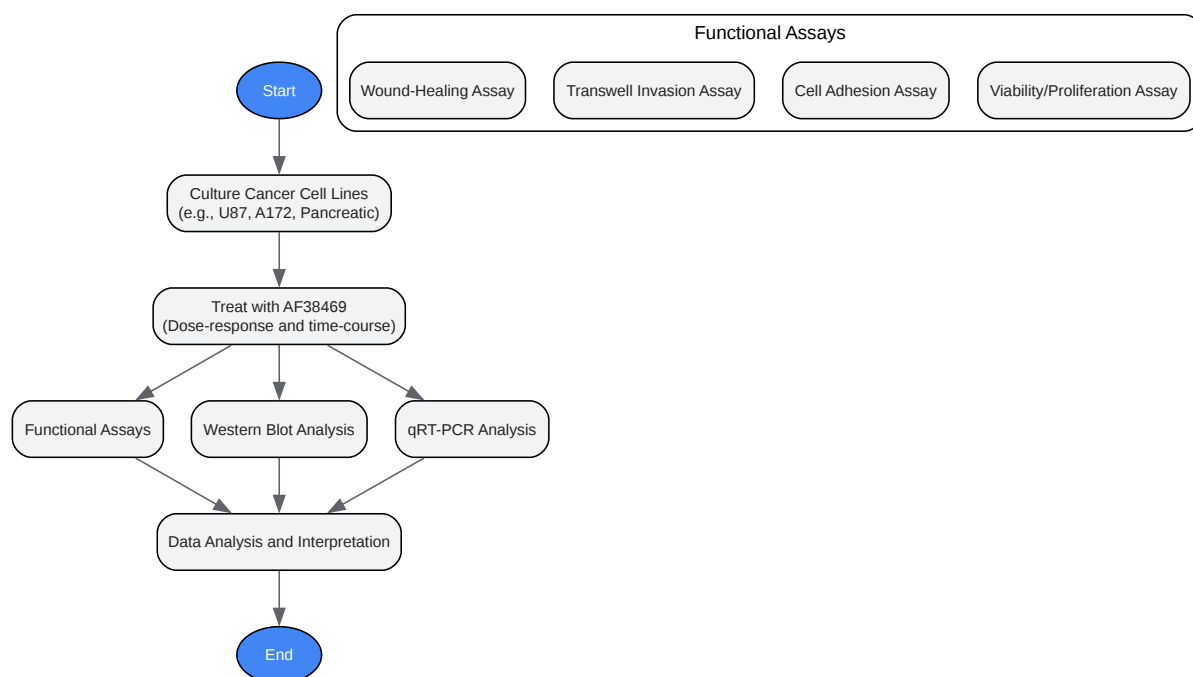 Functional Assays
Start
Wound-Healing Assay
Transwell Invasion Assay
Cell Adhesion Assay
Viability/Proliferation Assay
Culture Cancer Cell Lines
(e.g., U87, A172, Pancreatic)
Treat with AF38469
(Dose-response and time-course)
Functional Assays
Western Blot Analysis
qRT-PCR Analysis
Data Analysis and Interpretation
End